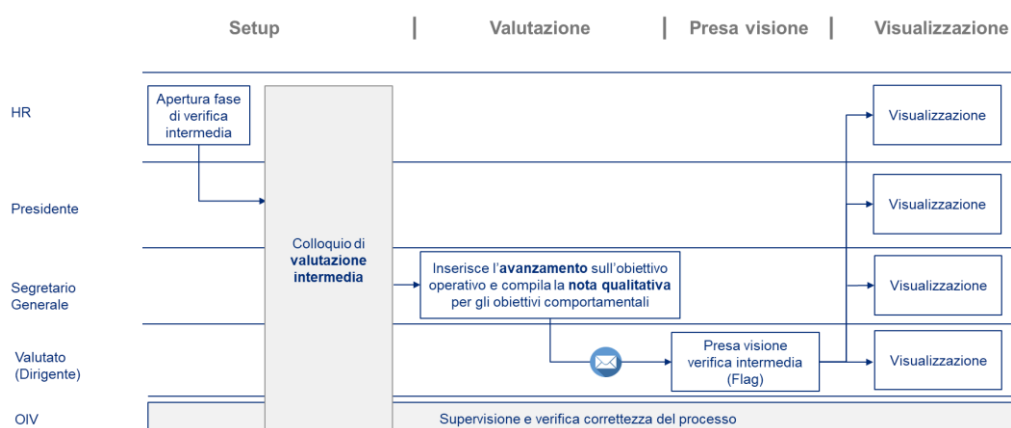 Setup | Valutazione | Presa visione | Visualizzazione
HR
Apertura fase
di verifica
intermedia
Visualizzazione
Presidente
Visualizzazione
Colloquio di
valutazione
intermedia
Segretario
Generale
Inserisce l'avanzamento sull'obiettivo
operativo e compila la nota qualitativa
per gli obiettivi comportamentali
Visualizzazione
Valutato
(Dirigente)
Presa visione
verifica intermedia
(Flag)
Visualizzazione
OIV
Supervisione e verifica correttezza del processo